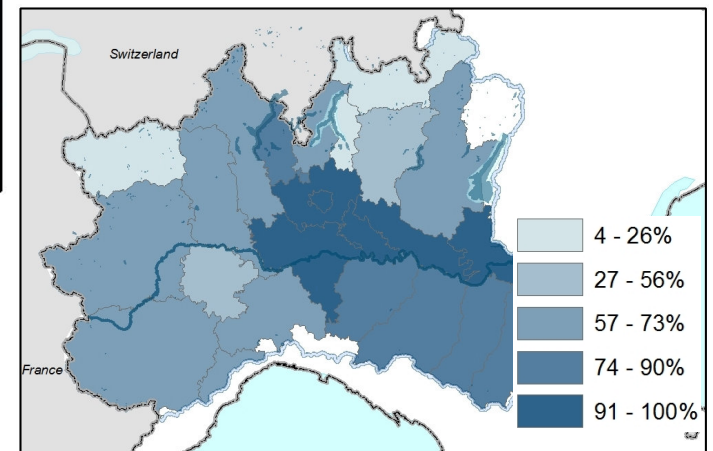 Switzerland
4 - 26%
27 - 56%
57 - 73%
74 - 90%
France
91 - 100%